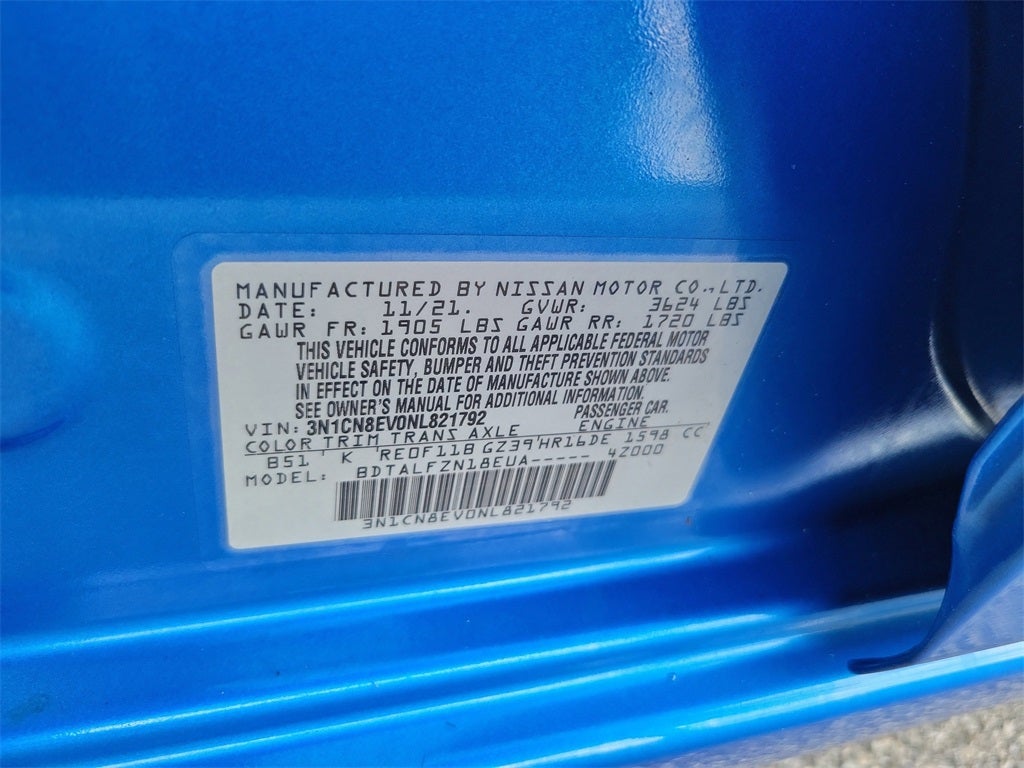 MANUFACTURED BY NISSAN MOTOR CO.,LTD.
DATE: 11/21. GVWR: 3624 LBS
GAWR FR: 1905 LBS GAWR RR: 1720 LBS
THIS VEHICLE CONFORMS TO ALL APPLICABLE FEDERAL MOTOR
VEHICLE SAFETY, BUMPER AND THEFT PREVENTION STANDARDS
IN EFFECT ON THE DATE OF MANUFACTURE SHOWN ABOVE.
SEE OWNER'S MANUAL FOR ADDITIONAL INFORMATION.
VIN: 3N1CN8EV0NL821792 PASSENGER CAR.
COLOR TRIM TRANS AXLE ENGINE
B51 K RE0F11B GZ39 HR16DE 1598 CC
MODEL: BDTALFZN18EUA----- 4Z000
3N1CN8EV0NL821792